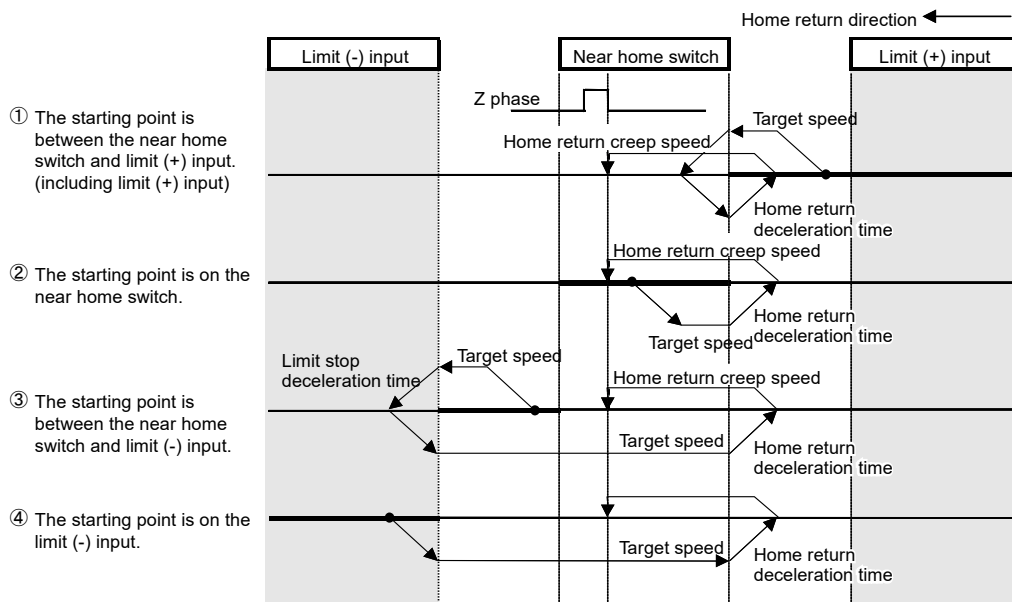 Home return direction
Limit (-) input
Near home switch
Limit (+) input
Z phase
① The starting point is
between the near home
switch and limit (+) input.
(including limit (+) input)
Target speed
Home return creep speed
Home return
deceleration time
② The starting point is on the
near home switch.
Home return creep speed
Home return
deceleration time
Target speed
Limit stop
deceleration time
Target speed
③ The starting point is
between the near home
switch and limit (-) input.
Home return creep speed
Target speed
Home return
deceleration time
④ The starting point is on the
limit (-) input.
Target speed
Home return
deceleration time